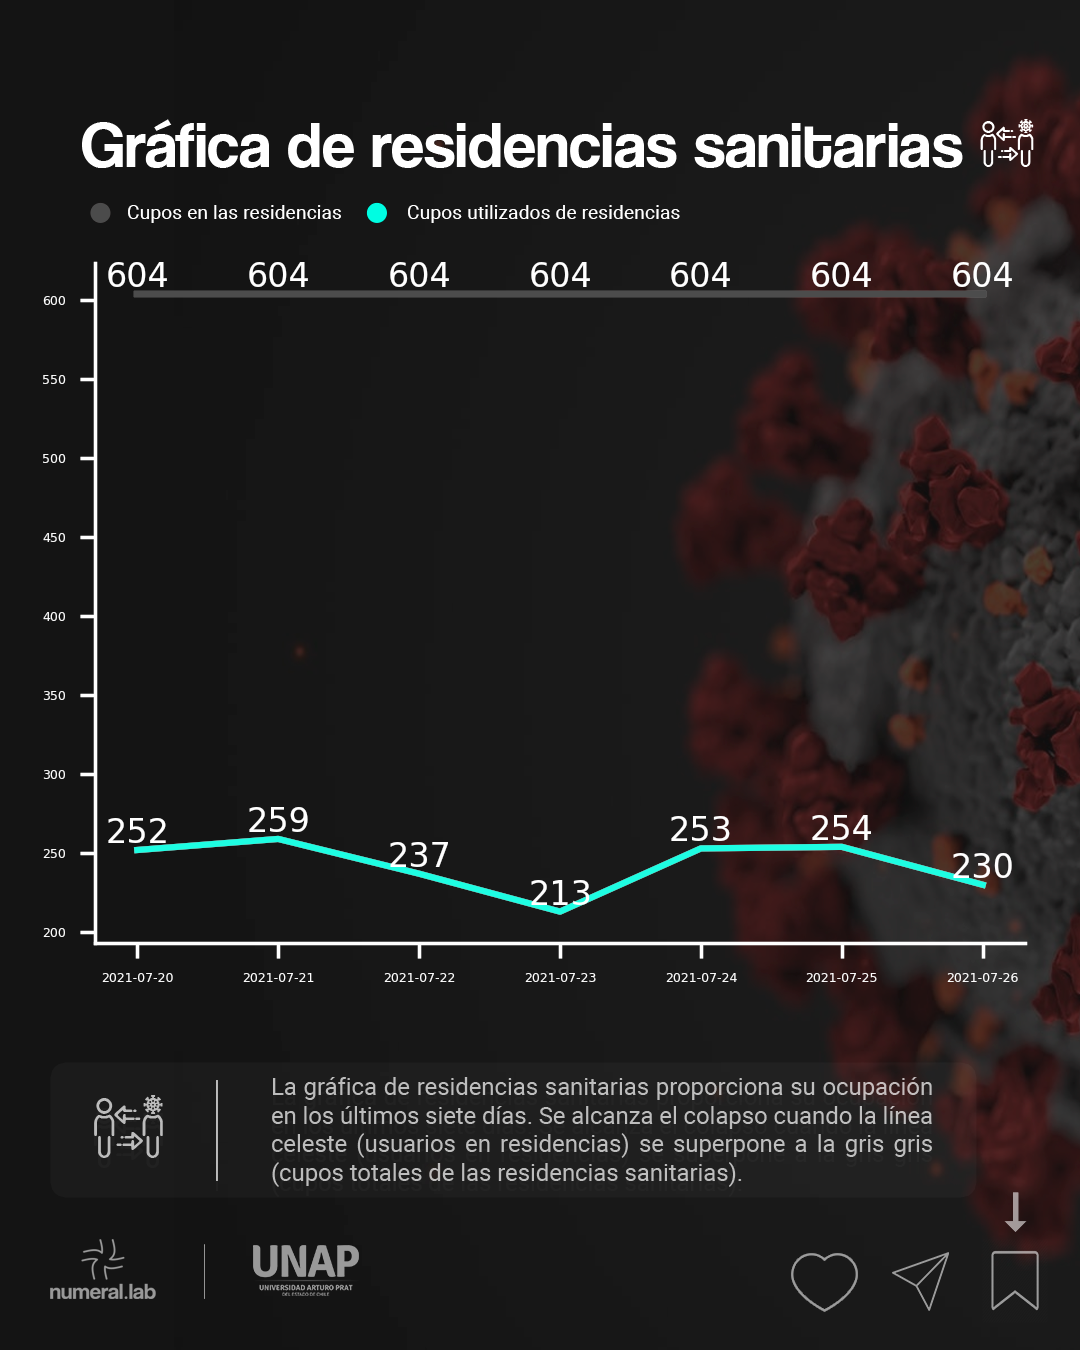 Gráfica de residencias sanitarias
Cupos en las residencias Cupos utilizados de residencias
604 604 604 604 604 604 604
600
550
500
450
400
350
300
250
200
252 259 237 213 253 254 230
2021-07-20 2021-07-21 2021-07-22 2021-07-23 2021-07-24 2021-07-25 2021-07-26
La gráfica de residencias sanitarias proporciona su ocupación
en los últimos siete días. Se alcanza el colapso cuando la línea
celeste (usuarios en residencias) se superpone a la gris gris
(cupos totales de las residencias sanitarias).
numeral.lab
UNAP
UNIVERSIDAD ARTURO PRAT
DEL ESTADO DE CHILE